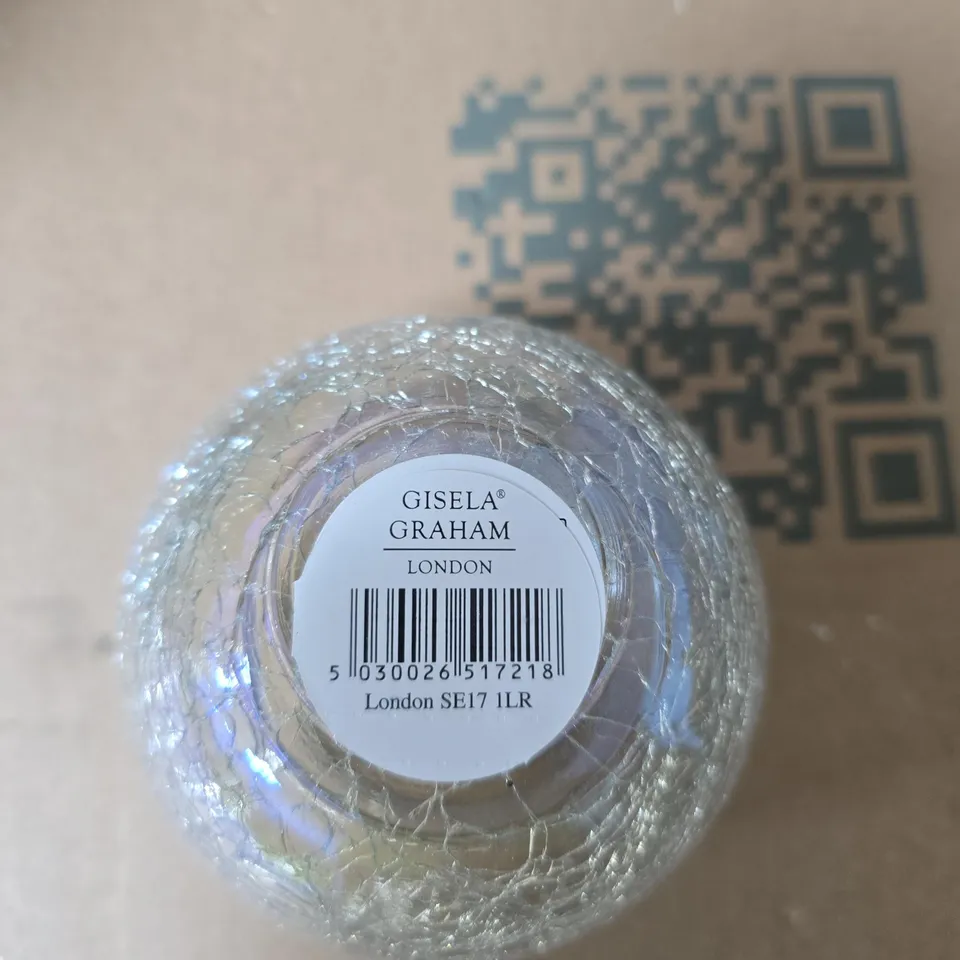 GISELA®
GRAHAM
LONDON
5 030026 517218
London SE17 1LR